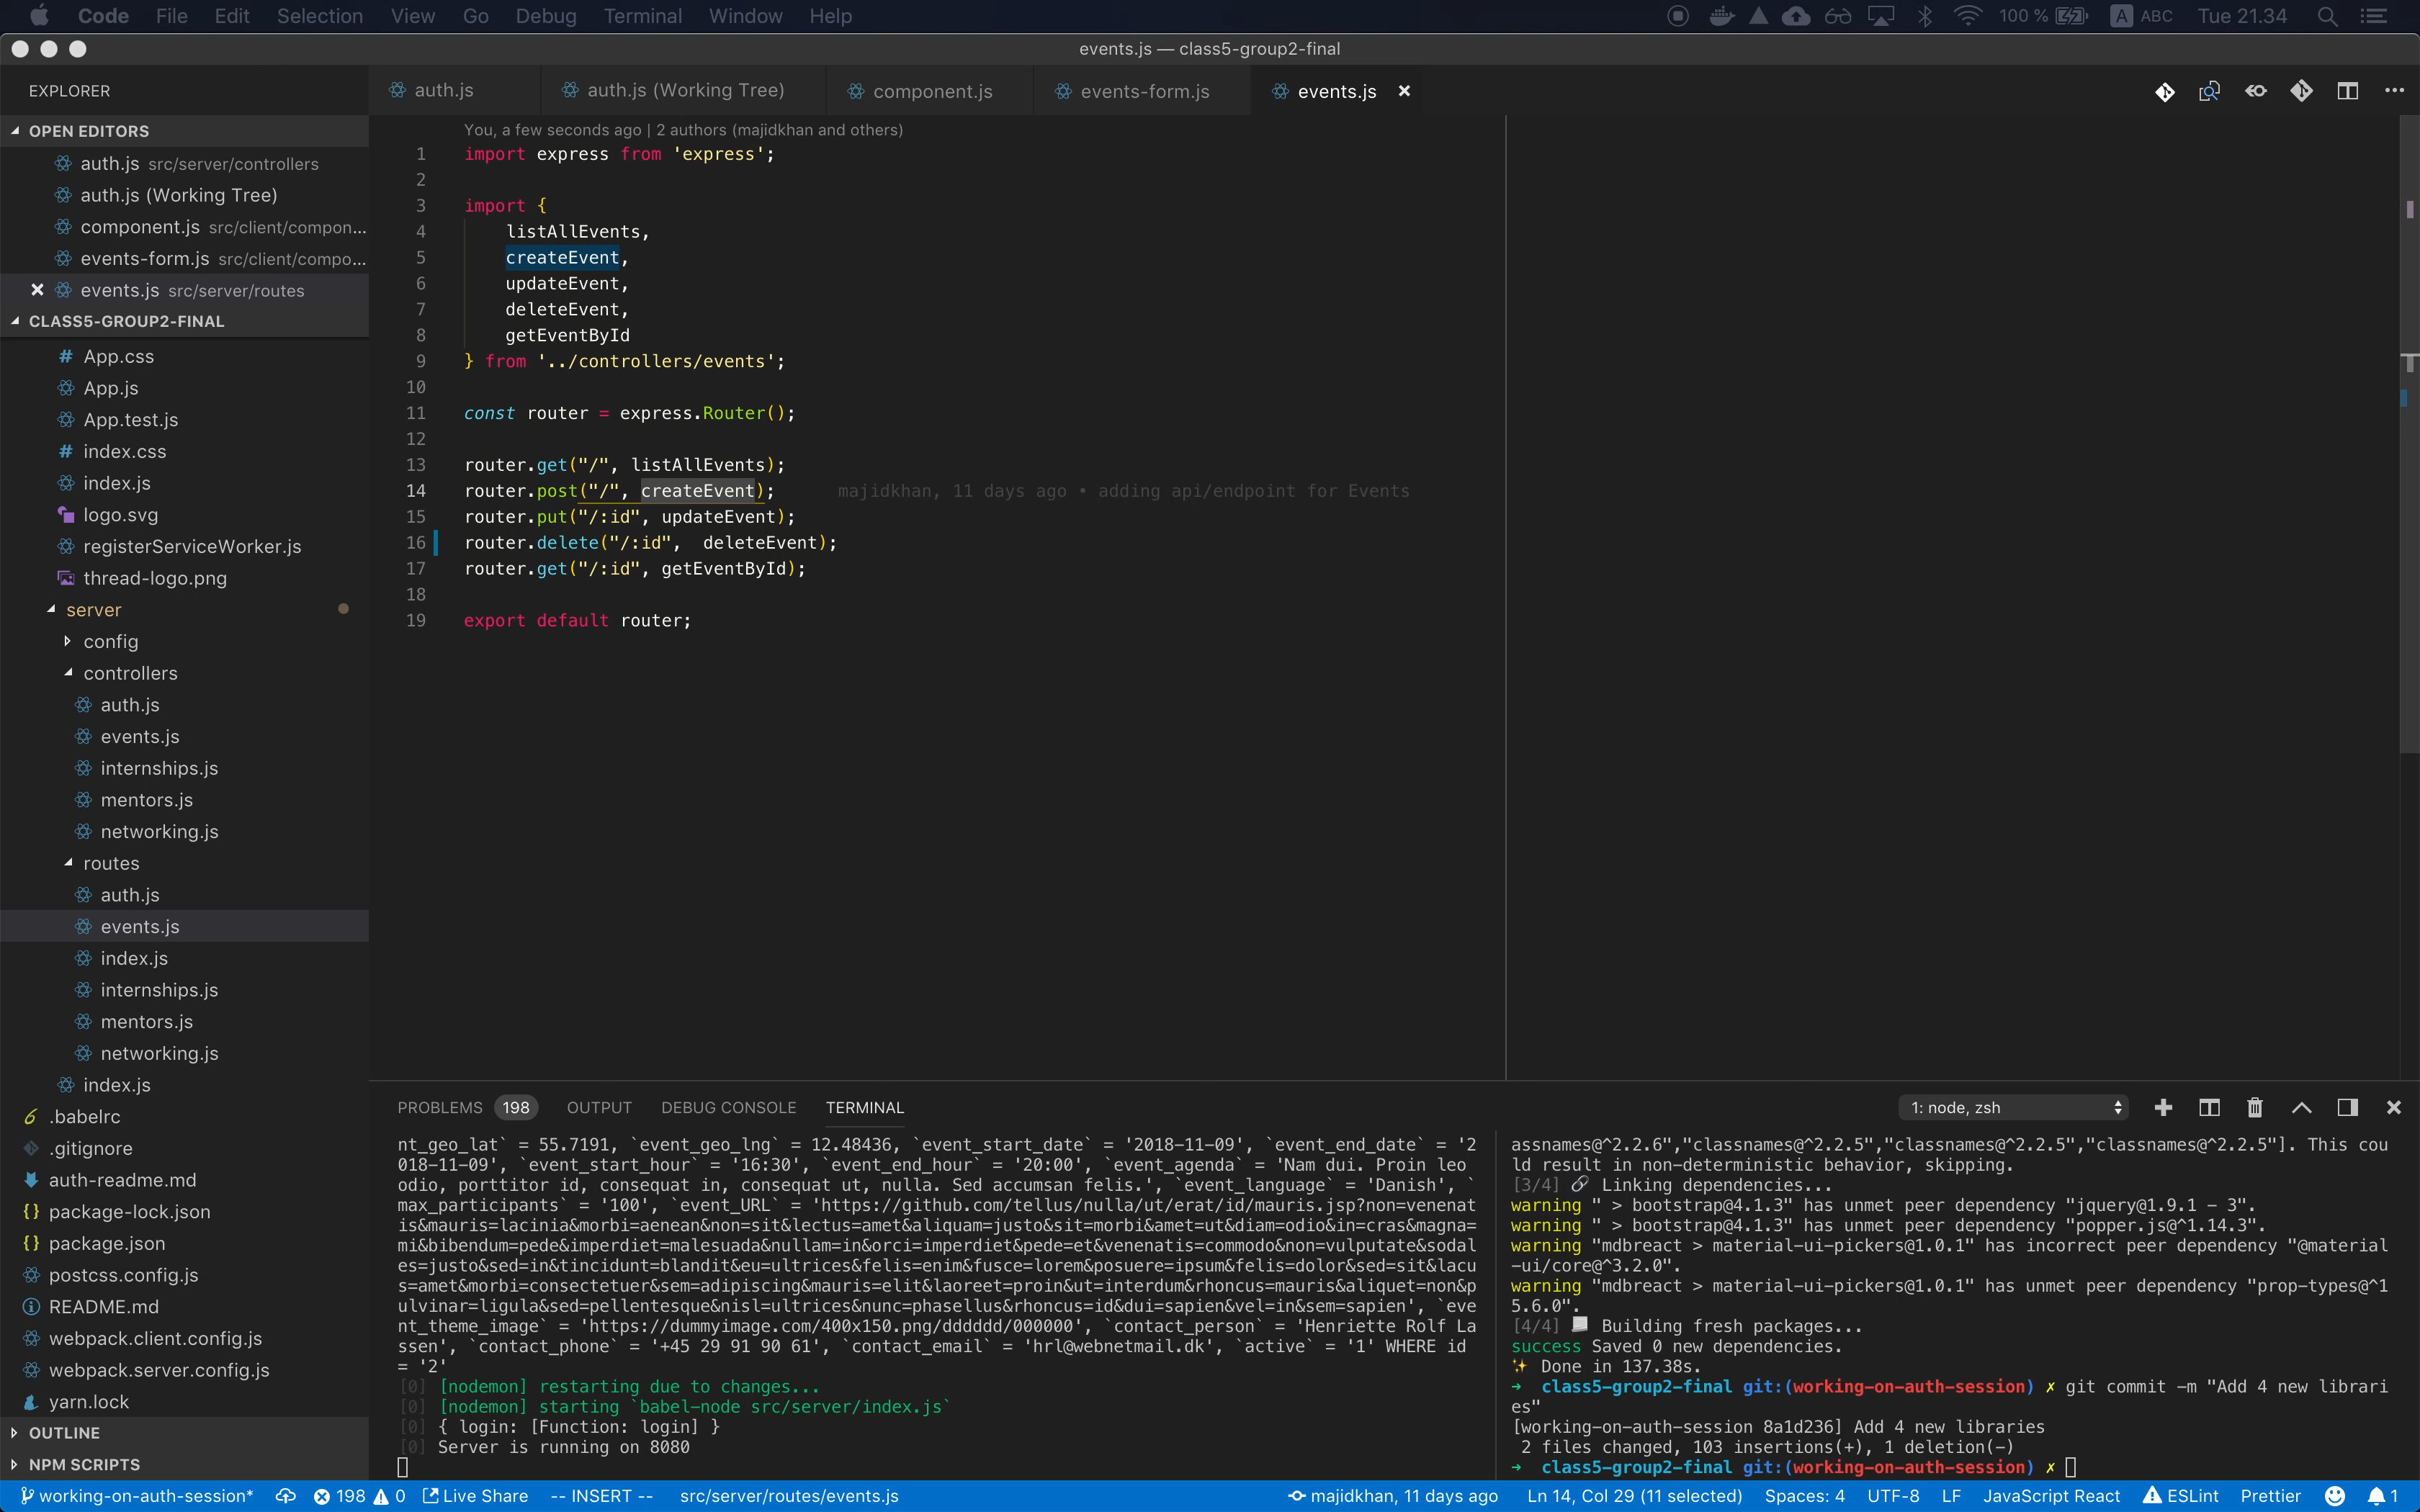 Code File Edit Selection View Go Debug Terminal Window Help 100 % A ABC Tue 21.34
events.js — class5-group2-final
EXPLORER
auth.js auth.js (Working Tree) component.js events-form.js events.js
OPEN EDITORS
auth.js src/server/controllers
auth.js (Working Tree)
component.js src/client/compon...
events-form.js src/client/compo...
events.js src/server/routes
CLASS5-GROUP2-FINAL
App.css
App.js
App.test.js
index.css
index.js
logo.svg
registerServiceWorker.js
thread-logo.png
server
config
controllers
auth.js
events.js
internships.js
mentors.js
networking.js
routes
auth.js
events.js
index.js
internships.js
mentors.js
networking.js
index.js
.babelrc
.gitignore
auth-readme.md
package-lock.json
package.json
postcss.config.js
README.md
webpack.client.config.js
webpack.server.config.js
yarn.lock
OUTLINE
NPM SCRIPTS
You, a few seconds ago | 2 authors (majidkhan and others)
1 import express from 'express';
2
3 import {
4 listAllEvents,
5 createEvent,
6 updateEvent,
7 deleteEvent,
8 getEventById
9 } from '../controllers/events';
10
11 const router = express.Router();
12
13 router.get("/", listAllEvents);
14 router.post("/", createEvent); majidkhan, 11 days ago • adding api/endpoint for Events
15 router.put("/:id", updateEvent);
16 router.delete("/:id",  deleteEvent);
17 router.get("/:id", getEventById);
18
19 export default router;
PROBLEMS 198 OUTPUT DEBUG CONSOLE TERMINAL 1: node, zsh
nt_geo_lat` = 55.7191, `event_geo_lng` = 12.48436, `event_start_date` = '2018-11-09', `event_end_date` = '2
018-11-09', `event_start_hour` = '16:30', `event_end_hour` = '20:00', `event_agenda` = 'Nam dui. Proin leo
odio, porttitor id, consequat in, consequat ut, nulla. Sed accumsan felis.', `event_language` = 'Danish', `
max_participants` = '100', `event_URL` = 'https://github.com/tellus/nulla/ut/erat/id/mauris.jsp?non=venenat
is&mauris=lacinia&morbi=aenean&non=sit&lectus=amet&aliquam=justo&sit=morbi&amet=ut&diam=odio&in=cras&magna=
mi&bibendum=pede&imperdiet=malesuada&nullam=in&orci=imperdiet&pede=et&venenatis=commodo&non=vulputate&sodal
es=justo&sed=in&tincidunt=blandit&eu=ultrices&felis=enim&fusce=lorem&posuere=ipsum&felis=dolor&sed=sit&lacu
s=amet&morbi=consectetuer&sem=adipiscing&mauris=elit&laoreet=proin&ut=interdum&rhoncus=mauris&aliquet=non&p
ulvinar=ligula&sed=pellentesque&nisl=ultrices&nunc=phasellus&rhoncus=id&dui=sapien&vel=in&sem=sapien', `eve
nt_theme_image` = 'https://dummyimage.com/400x150.png/dddddd/000000', `contact_person` = 'Henriette Rolf La
ssen', `contact_phone` = '+45 29 91 90 61', `contact_email` = 'hrl@webnetmail.dk', `active` = '1' WHERE id
= '2'
[0] [nodemon] restarting due to changes...
[0] [nodemon] starting `babel-node src/server/index.js`
[0] { login: [Function: login] }
[0] Server is running on 8080
assnames@^2.2.6","classnames@^2.2.5","classnames@^2.2.5","classnames@^2.2.5"]. This cou
ld result in non-deterministic behavior, skipping.
[3/4] 🔗 Linking dependencies...
warning " > bootstrap@4.1.3" has unmet peer dependency "jquery@1.9.1 - 3".
warning " > bootstrap@4.1.3" has unmet peer dependency "popper.js@^1.14.3".
warning "mdbreact > material-ui-pickers@1.0.1" has incorrect peer dependency "@material
-ui/core@^3.2.0".
warning "mdbreact > material-ui-pickers@1.0.1" has unmet peer dependency "prop-types@^1
5.6.0".
[4/4] 📃 Building fresh packages...
success Saved 0 new dependencies.
✨ Done in 137.38s.
→ class5-group2-final git:(working-on-auth-session) ✗ git commit -m "Add 4 new librari
es"
[working-on-auth-session 8a1d236] Add 4 new libraries
2 files changed, 103 insertions(+), 1 deletion(-)
→ class5-group2-final git:(working-on-auth-session) ✗
working-on-auth-session* 198 0 Live Share -- INSERT -- src/server/routes/events.js majidkhan, 11 days ago Ln 14, Col 29 (11 selected) Spaces: 4 UTF-8 LF JavaScript React ESLint Prettier 1